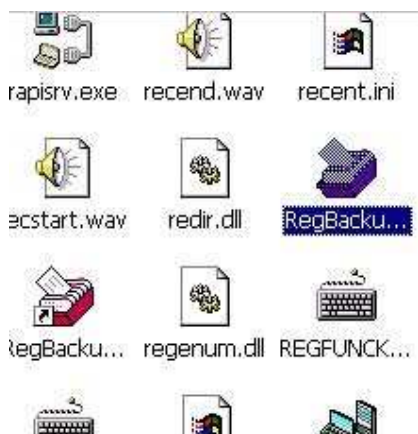 rapisrv.exe recend.wav recent.ini
ecstart.wav redir.dll RegBacku...
RegBacku... regenum.dll REGFUNCK...